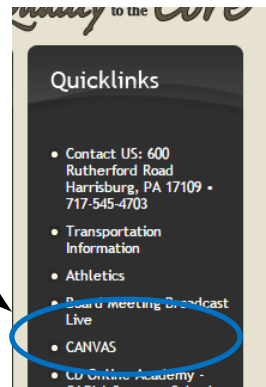 Quality to the Core
Quicklinks
• Contact US: 600
Rutherford Road
Harrisburg, PA 17109 •
717-545-4703
• Transportation
Information
• Athletics
• Board Meeting Broadcast
Live
• CANVAS
• CD Online Academy -